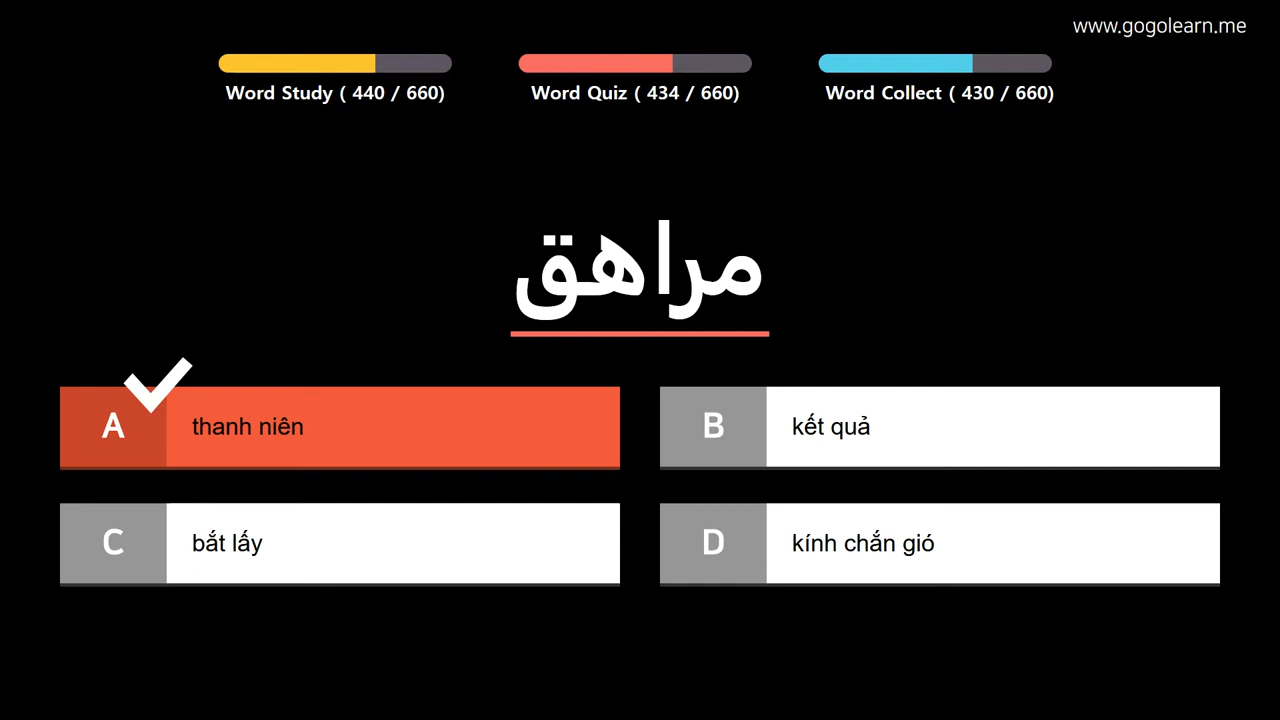 www.gogolearn.me
Word Study ( 440 / 660)
Word Quiz ( 434 / 660)
Word Collect ( 430 / 660)
مراهق
A thanh niên
B kết quả
C bắt lấy
D kính chắn gió